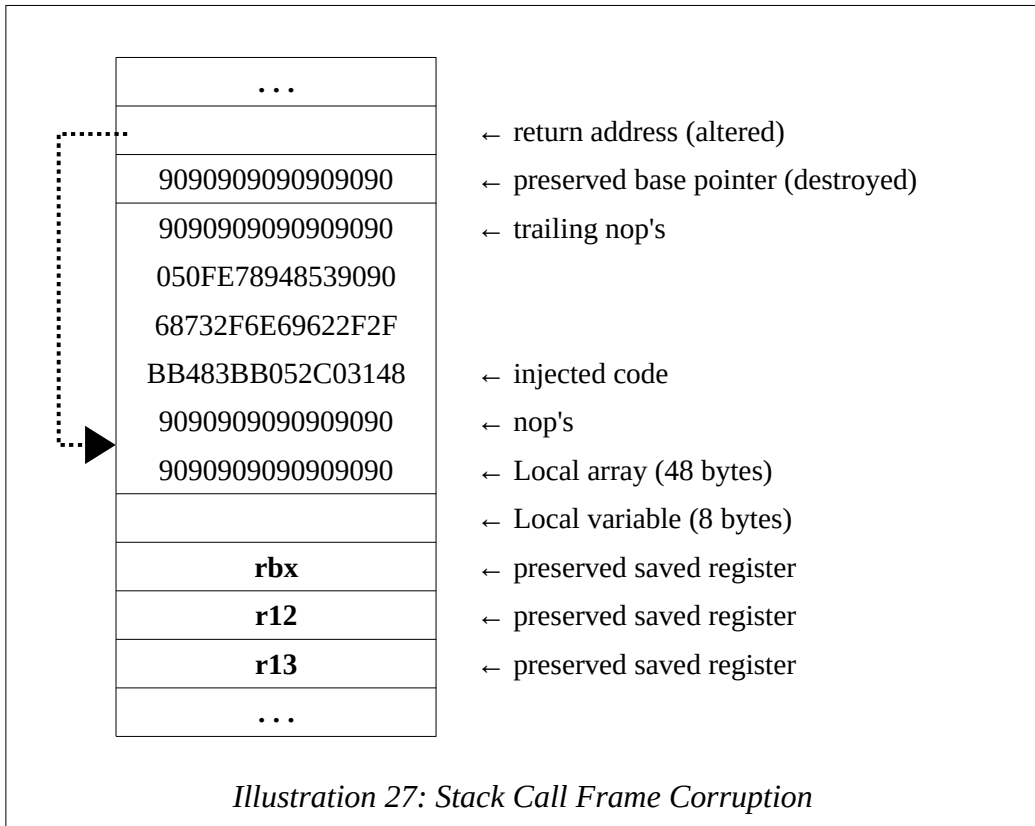 . . .
← return address (altered)
9090909090909090 ← preserved base pointer (destroyed)
9090909090909090 ← trailing nop's
050FE78948539090
68732F6E69622F2F
BB483BB052C03148 ← injected code
9090909090909090 ← nop's
9090909090909090 ← Local array (48 bytes)
← Local variable (8 bytes)
rbx ← preserved saved register
r12 ← preserved saved register
r13 ← preserved saved register
. . .
Illustration 27: Stack Call Frame Corruption